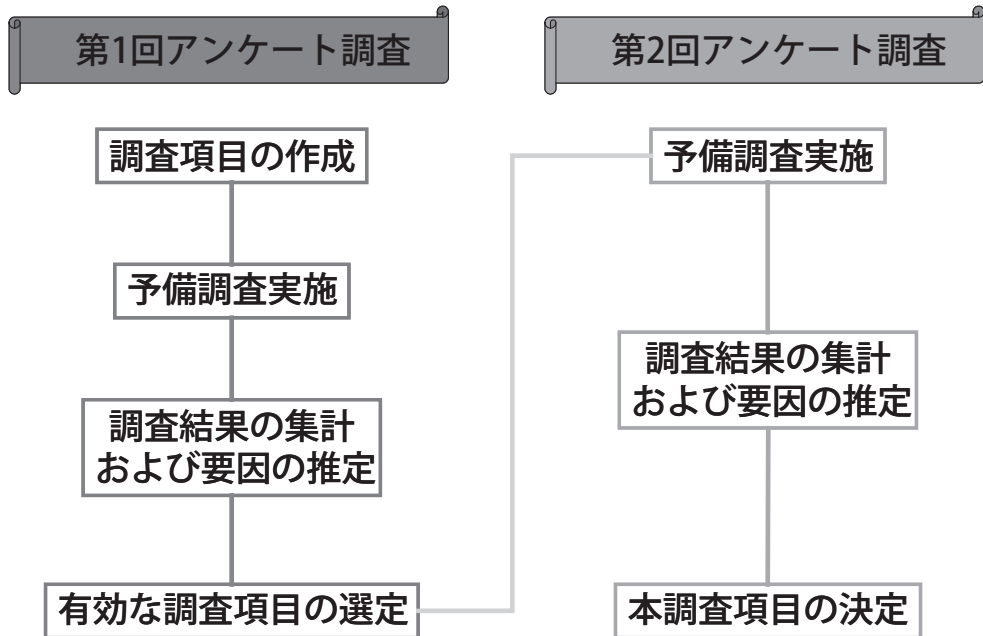 第1回アンケート調査
調査項目の作成
予備調査実施
調査結果の集計
および要因の推定
有効な調査項目の選定
第2回アンケート調査
予備調査実施
調査結果の集計
および要因の推定
本調査項目の決定